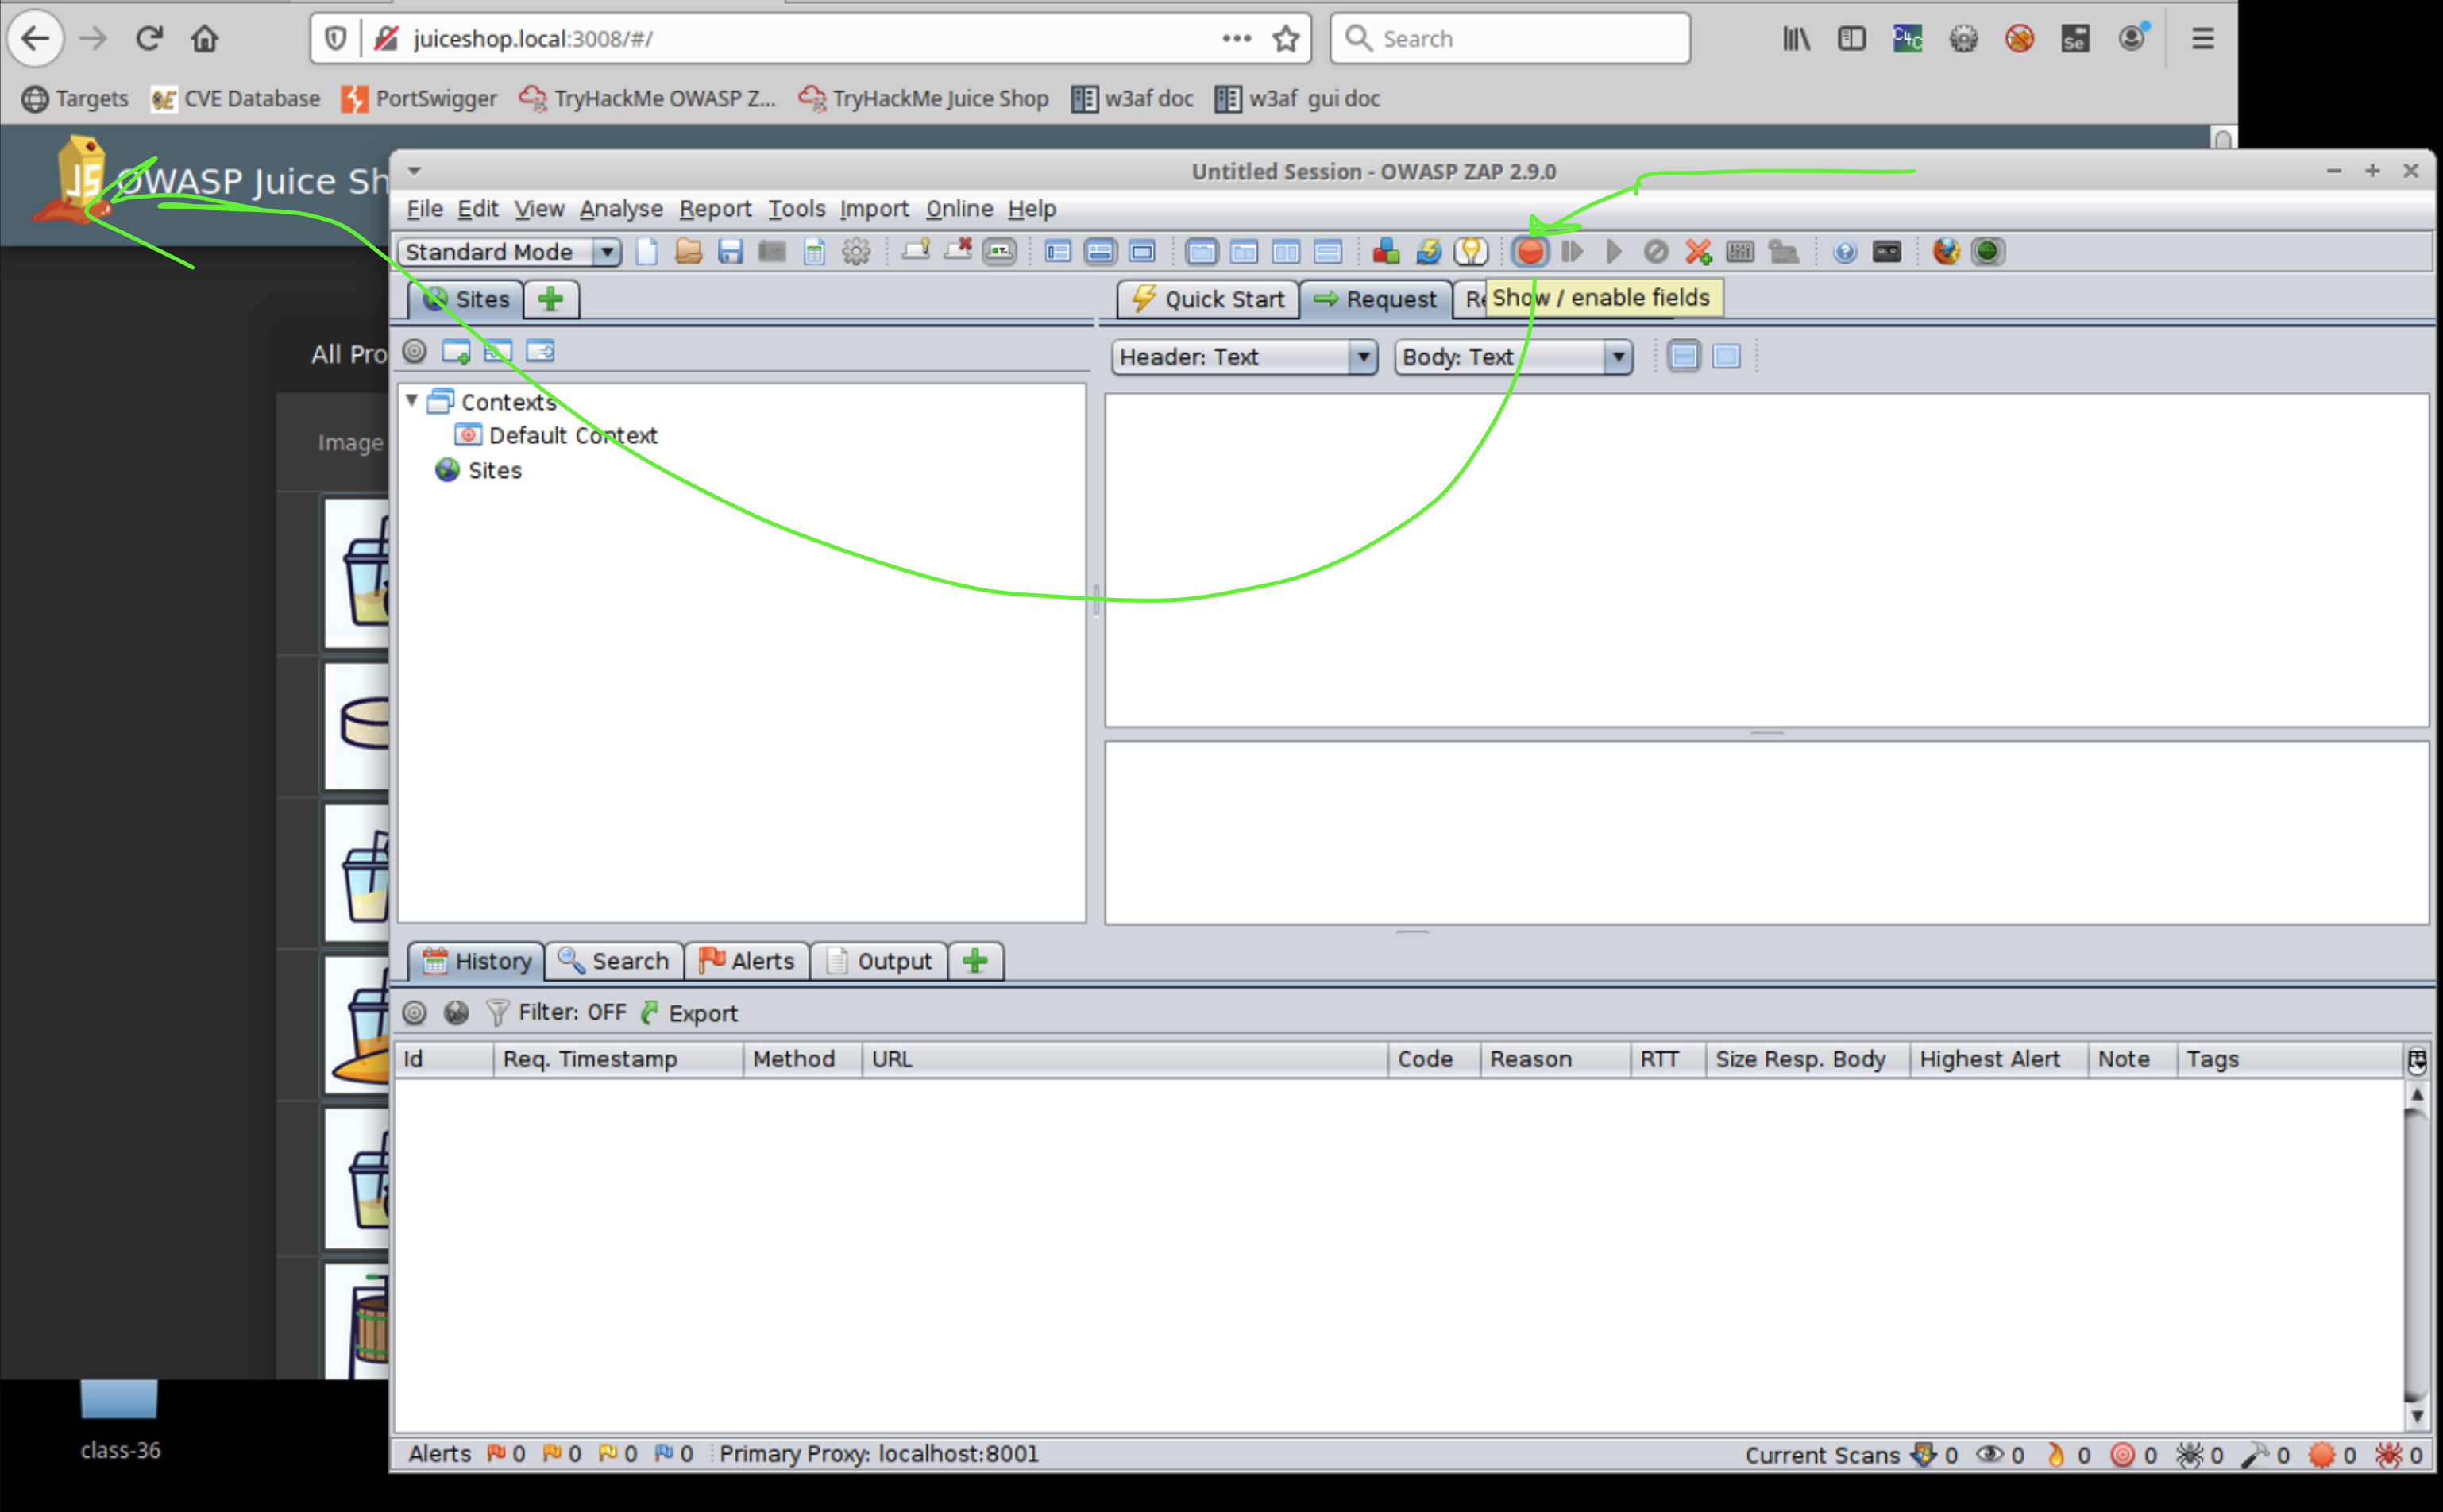 juiceshop.local:3008/#/
Search
C4C
Se
Targets
CVE Database
PortSwigger
TryHackMe OWASP Z...
TryHackMe Juice Shop
w3af doc
w3af gui doc
JS
OWASP Juice Sh
All Pro
Image
class-36
Untitled Session - OWASP ZAP 2.9.0
File Edit View Analyse Report Tools Import Online Help
Standard Mode
Sites
Quick Start
Request
Re
Show / enable fields
Header: Text
Body: Text
Contexts
Default Context
Sites
History
Search
Alerts
Output
Filter: OFF
Export
Id Req. Timestamp Method URL Code Reason RTT Size Resp. Body Highest Alert Note Tags
Alerts 0 0 0 0 Primary Proxy: localhost:8001 Current Scans 0 0 0 0 0 0 0 0